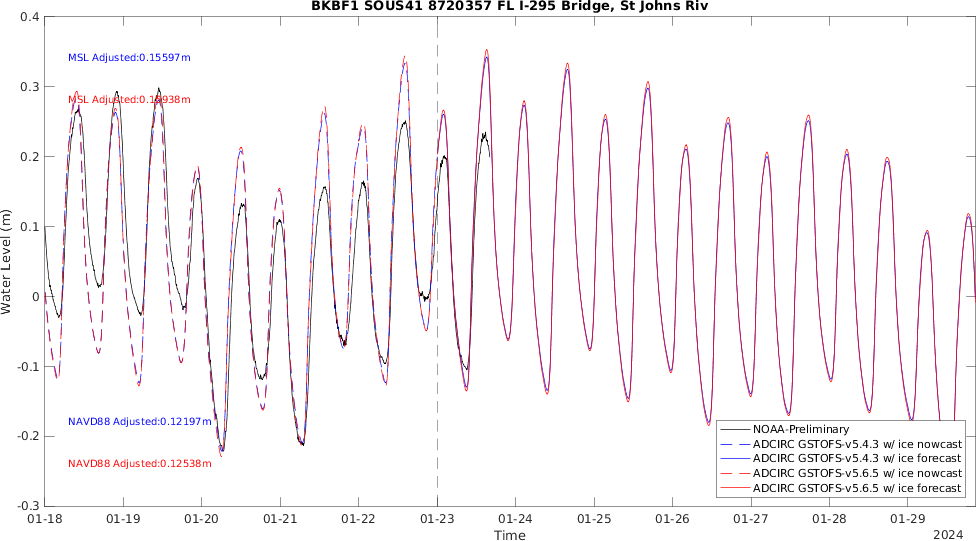 BKBF1 SOUS41 8720357 FL I-295 Bridge, St Johns Riv
0.4
0.3
0.2
0.1
0
-0.1
-0.2
-0.3
Water Level (m)
MSL Adjusted:0.15597m
MSL
NAVD88 Adjusted:0.12197m
NAVD88 Adjusted:0.12538m
NOAA-Preliminary
ADCIRC GSTOFS-v5.4.3 w/ ice nowcast
ADCIRC GSTOFS-v5.4.3 w/ ice forecast
ADCIRC GSTOFS-v5.6.5 w/ ice nowcast
ADCIRC GSTOFS-v5.6.5 w/ ice forecast
01-18 01-19 01-20 01-21 01-22 01-23 01-24 01-25 01-26 01-27 01-28 01-29
Time
2024